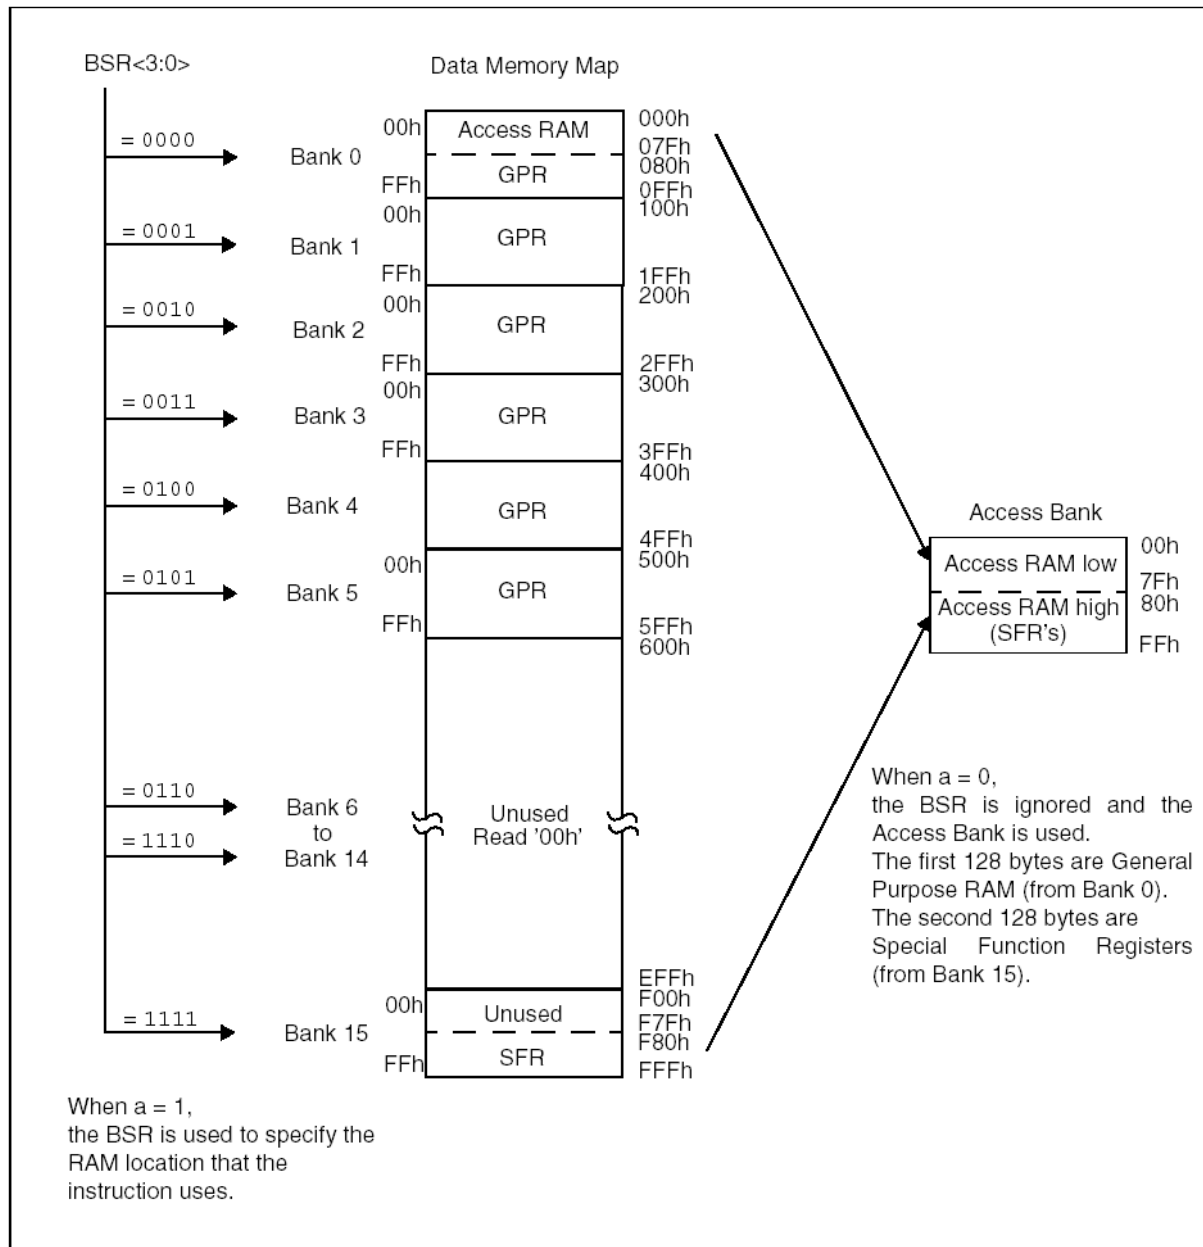 BSR<3:0>
Data Memory Map
= 0000
Bank 0
00h
Access RAM
000h
07Fh
080h
GPR
FFh
0FFh
= 0001
Bank 1
00h
GPR
100h
FFh
1FFh
= 0010
Bank 2
00h
GPR
200h
FFh
2FFh
= 0011
Bank 3
00h
GPR
300h
FFh
3FFh
= 0100
Bank 4
GPR
400h
4FFh
= 0101
Bank 5
00h
GPR
500h
FFh
5FFh
600h
= 0110
Bank 6
to
= 1110
Bank 14
Unused
Read '00h'
EFFh
= 1111
Bank 15
00h
Unused
F00h
F7Fh
F80h
SFR
FFh
FFFh
Access Bank
Access RAM low
00h
7Fh
Access RAM high
(SFR's)
80h
FFh
When a = 0,
the BSR is ignored and the
Access Bank is used.
The first 128 bytes are General
Purpose RAM (from Bank 0).
The second 128 bytes are
Special Function Registers
(from Bank 15).
When a = 1,
the BSR is used to specify the
RAM location that the
instruction uses.